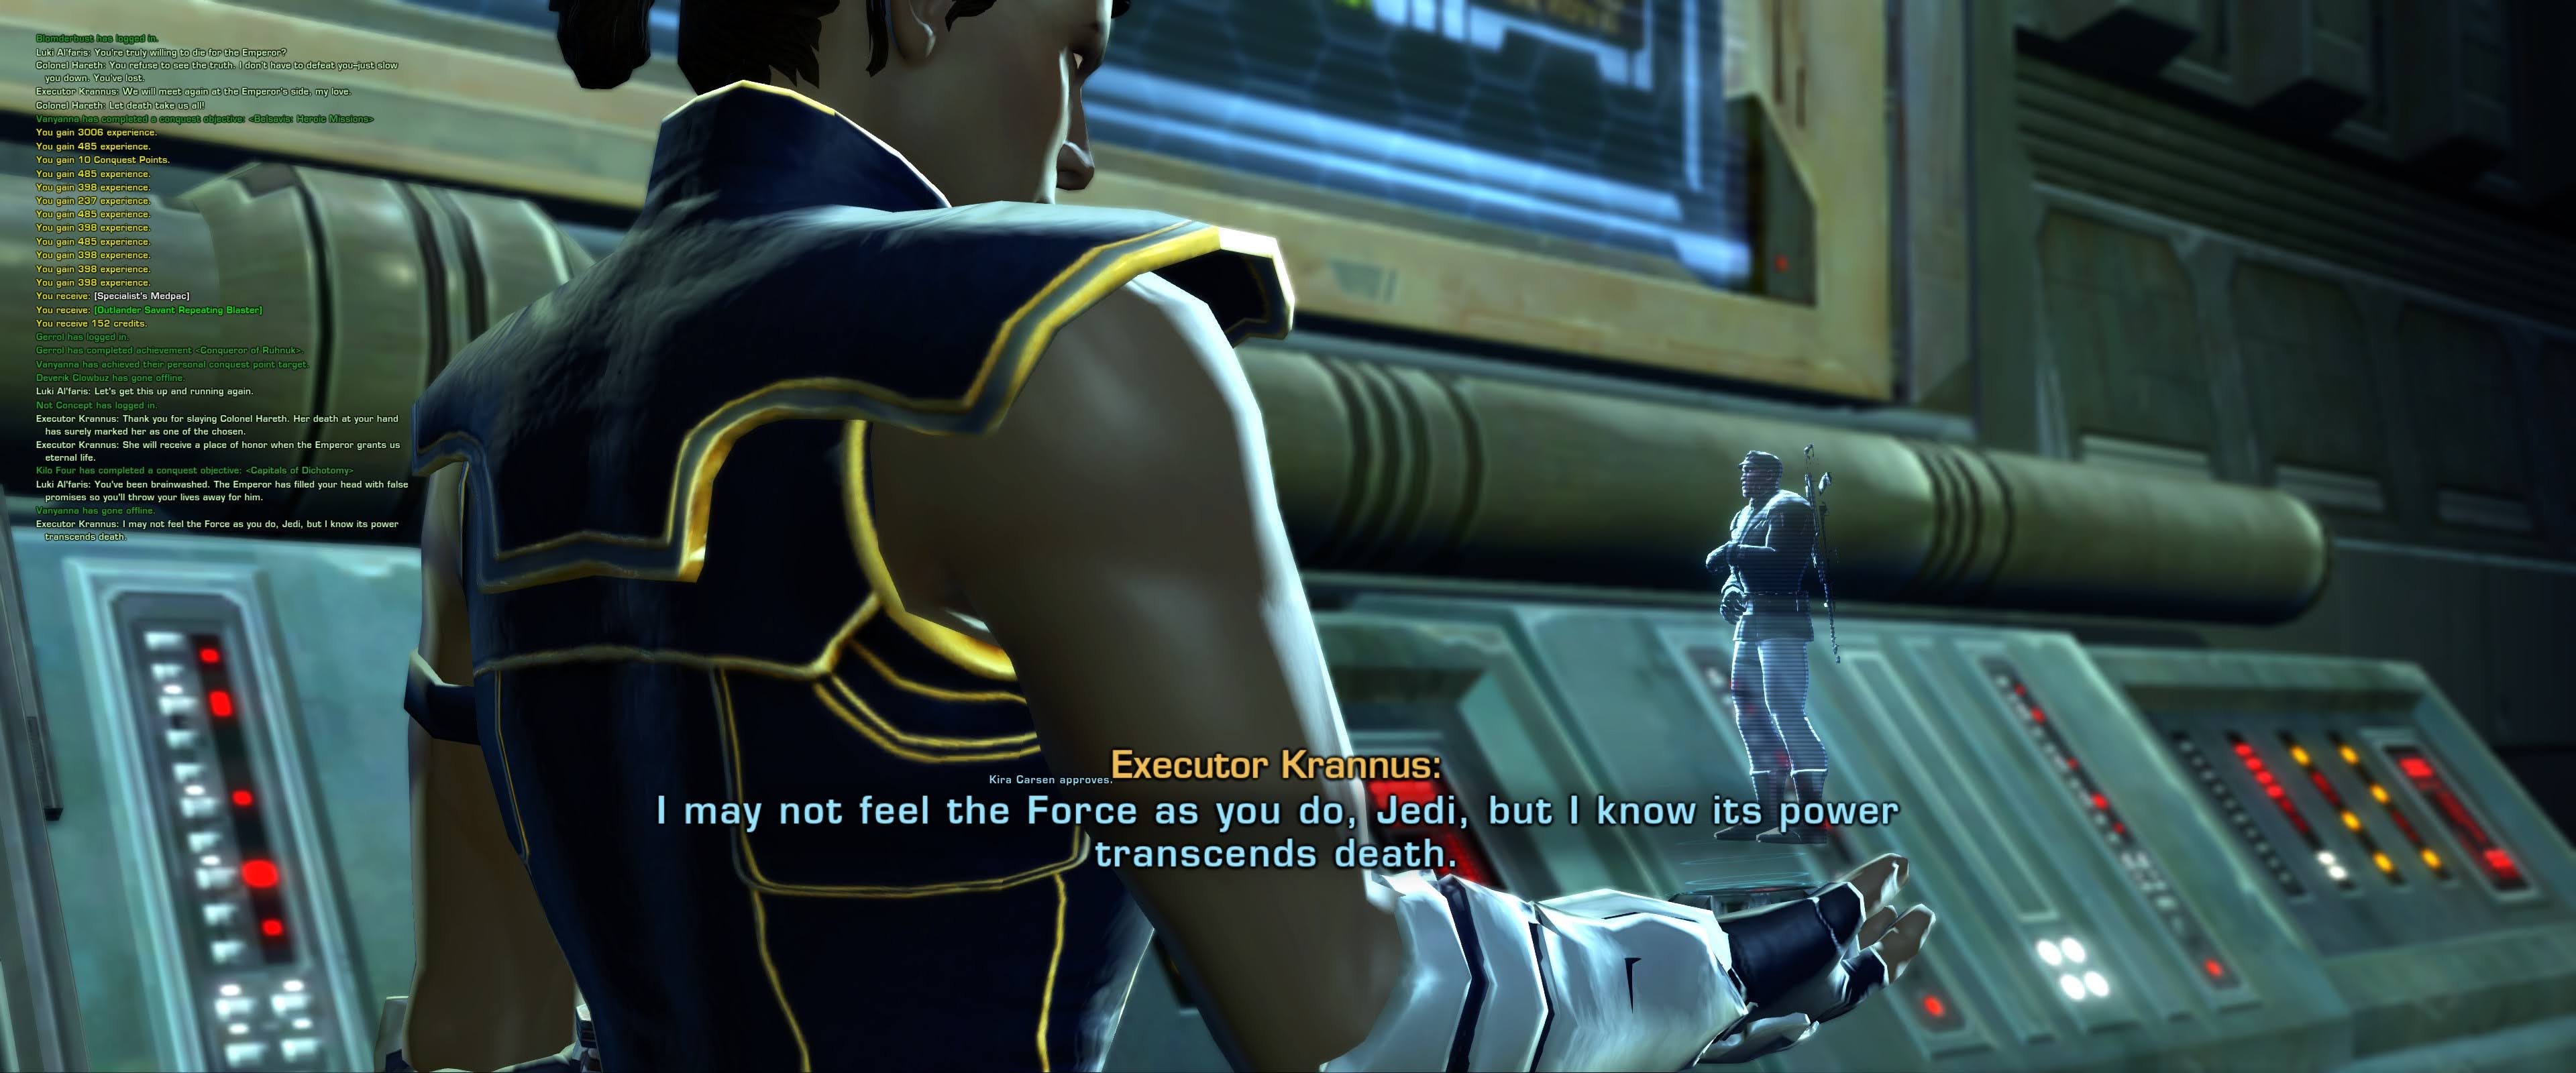 Blomderbust has logged in.
Luki Al'faris: You're truly willing to die for the Emperor?
Colonel Hareth: You refuse to see the truth. I don't have to defeat you–just slow
you down. You've lost.
Executor Krannus: We will meet again at the Emperor's side, my love.
Colonel Hareth: Let death take us all!
Vanyanna has completed a conquest objective: <Belsavis: Heroic Missions>
You gain 3006 experience.
You gain 485 experience.
You gain 10 Conquest Points.
You gain 485 experience.
You gain 398 experience.
You gain 237 experience.
You gain 485 experience.
You gain 398 experience.
You gain 485 experience.
You gain 398 experience.
You gain 398 experience.
You gain 398 experience.
You receive: [Specialist's Medpac]
You receive: [Outlander Savant Repeating Blaster]
You receive 152 credits.
Gerrol has logged in.
Gerrol has completed achievement <Conqueror of Ruhnuk>.
Vanyanna has achieved their personal conquest point target.
Deverik Clowbuz has gone offline.
Luki Al'faris: Let's get this up and running again.
Not Concept has logged in.
Executor Krannus: Thank you for slaying Colonel Hareth. Her death at your hand
has surely marked her as one of the chosen.
Executor Krannus: She will receive a place of honor when the Emperor grants us
eternal life.
Kilo Four has completed a conquest objective: <Capitals of Dichotomy>
Luki Al'faris: You've been brainwashed. The Emperor has filled your head with false
promises so you'll throw your lives away for him.
Vanyanna has gone offline.
Executor Krannus: I may not feel the Force as you do, Jedi, but I know its power
transcends death.
Kira Carsen approves.
Executor Krannus:
I may not feel the Force as you do, Jedi, but I know its power
transcends death.